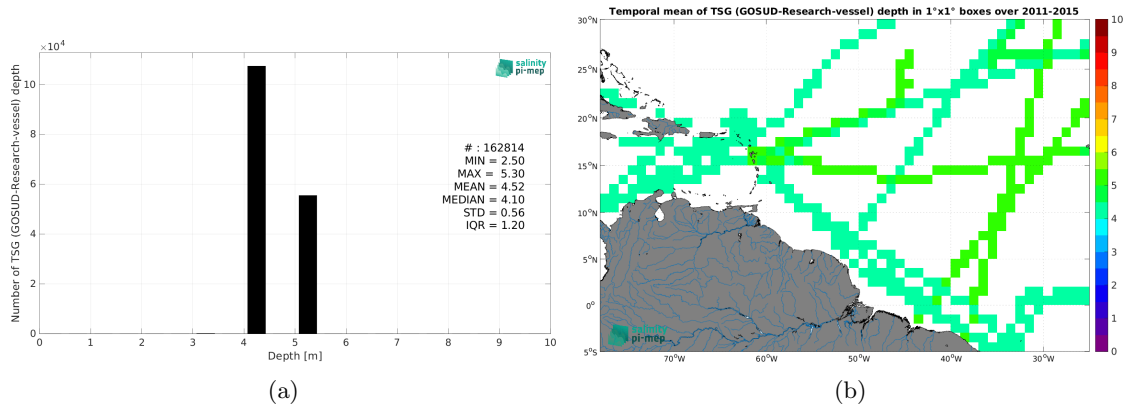 ×10⁴
10
8
6
4
2
0
Number of TSG (GOSUD-Research-vessel) depth
0 1 2 3 4 5 6 7 8 9 10
Depth [m]
salinity
pi-mep
# : 162814
MIN = 2.50
MAX = 5.30
MEAN = 4.52
MEDIAN = 4.10
STD = 0.56
IQR = 1.20
(a)
Temporal mean of TSG (GOSUD-Research-vessel) depth in 1°x1° boxes over 2011-2015
30°N
25°N
20°N
15°N
10°N
5°N
0°
5°S
70°W 60°W 50°W 40°W 30°W
salinity
pi-mep
10
9
8
7
6
5
4
3
2
1
0
(b)